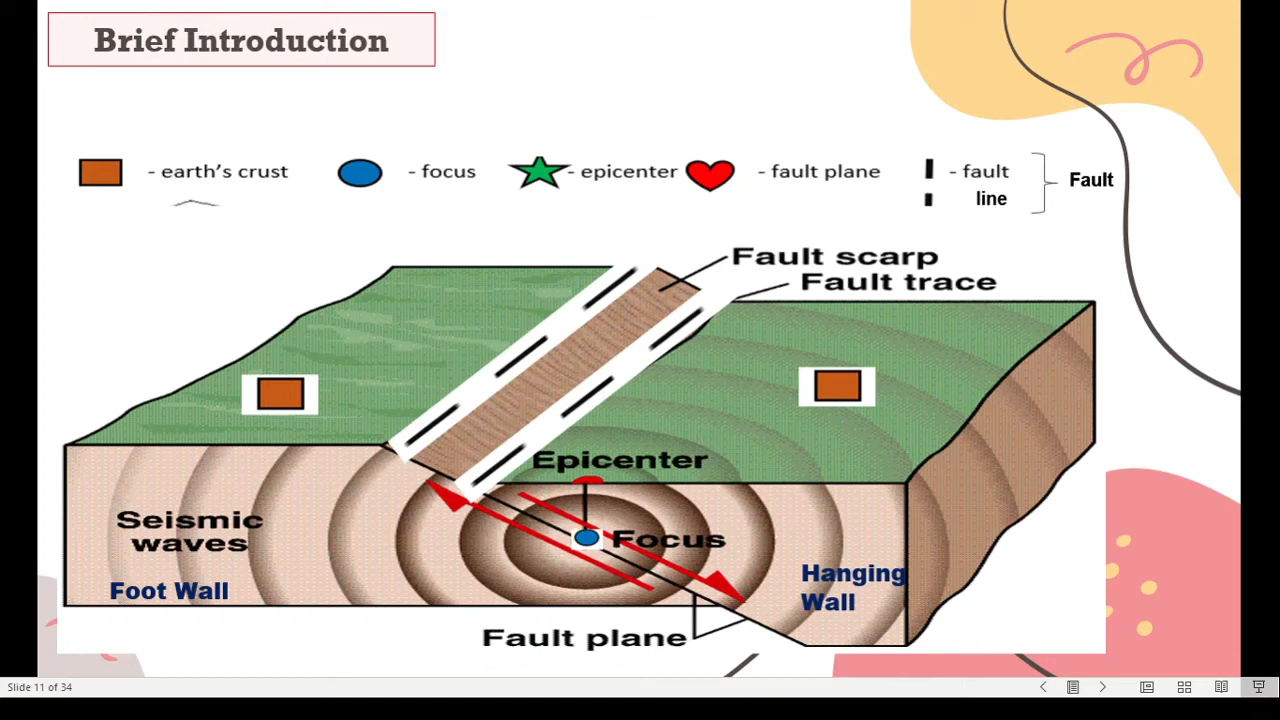 Brief Introduction
- earth's crust - focus - epicenter - fault plane - fault
line
Fault
Fault scarp
Fault trace
Epicenter
Seismic
waves
Focus
Foot Wall
Hanging
Wall
Fault plane
Slide 11 of 34